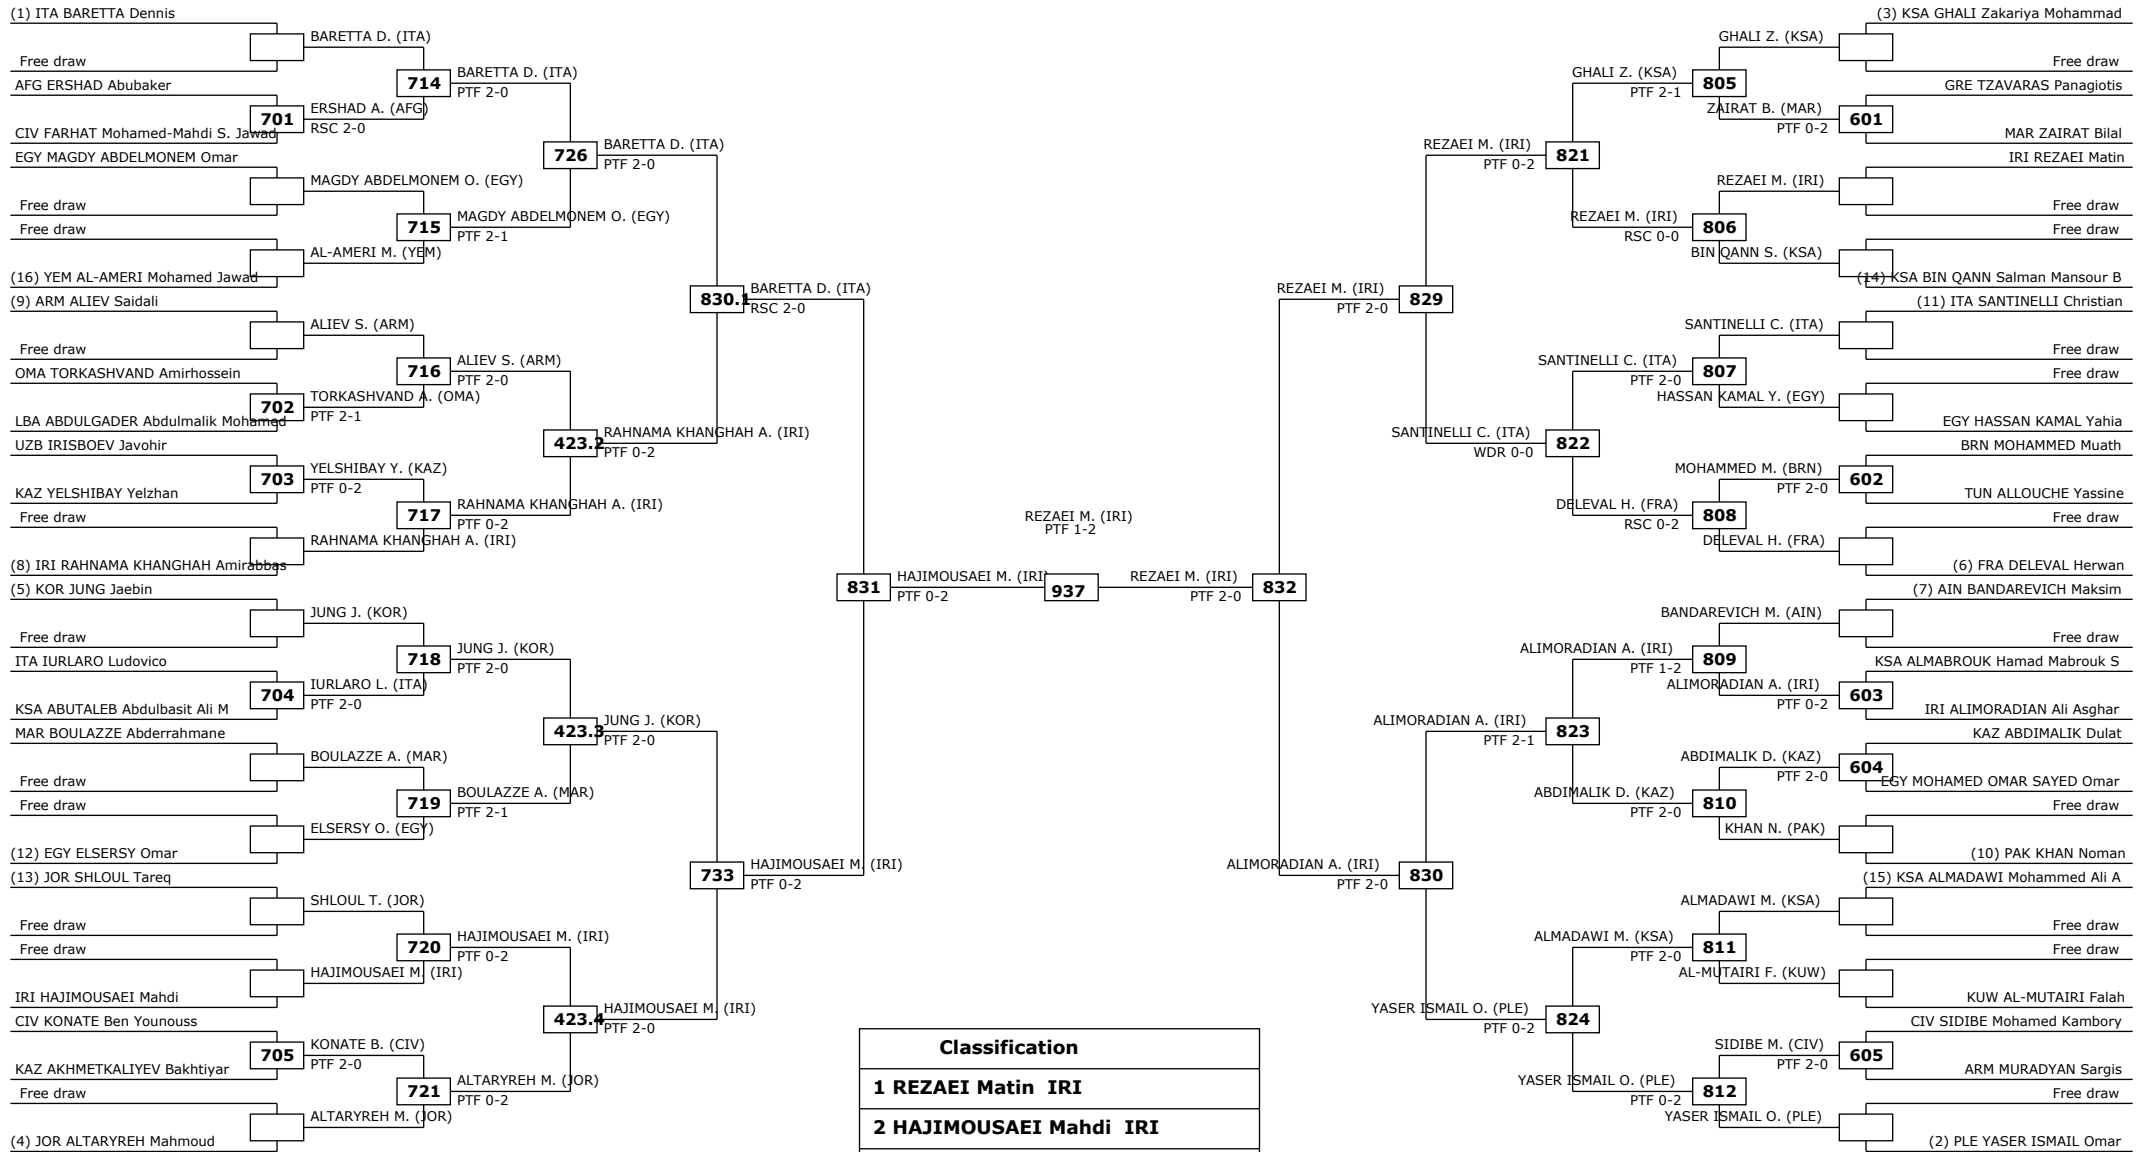 (1) ITA BARETTA Dennis
Free draw
AFG ERSHAD Abubaker
CIV FARHAT Mohamed-Mahdi S. Jawad
EGY MAGDY ABDELMONEM Omar
Free draw
Free draw
(16) YEM AL-AMERI Mohamed Jawad
(9) ARM ALIEV Saidali
Free draw
OMA TORKASHVAND Amirhossein
LBA ABDULGADER Abdulmalik Mohamed
UZB IRISBOEV Javohir
KAZ YELSHIBAY Yelzhan
Free draw
(8) IRI RAHNAMA KHANGHAH Amirabbas
(5) KOR JUNG Jaebin
Free draw
ITA IURLARO Ludovico
KSA ABUTALEB Abdulbasit Ali M
MAR BOULAZZE Abderrahmane
Free draw
Free draw
(12) EGY ELSERSY Omar
(13) JOR SHLOUL Tareq
Free draw
Free draw
IRI HAJIMOUSAEI Mahdi
CIV KONATE Ben Younouss
KAZ AKHMETKALIYEV Bakhtiyar
Free draw
(4) JOR ALTARYREH Mahmoud
BARETTA D. (ITA)
701
ERSHAD A. (AFG)
RSC 2-0
MAGDY ABDELMONEM O. (EGY)
AL-AMERI M. (YEM)
ALIEV S. (ARM)
702
TORKASHVAND A. (OMA)
PTF 2-1
703
YELSHIBAY Y. (KAZ)
PTF 0-2
RAHNAMA KHANGHAH A. (IRI)
JUNG J. (KOR)
704
IURLARO L. (ITA)
PTF 2-0
BOULAZZE A. (MAR)
ELSERSY O. (EGY)
SHLOUL T. (JOR)
HAJIMOUSAEI M. (IRI)
705
KONATE B. (CIV)
PTF 2-0
ALTARYREH M. (JOR)
714
BARETTA D. (ITA)
PTF 2-0
715
MAGDY ABDELMONEM O. (EGY)
PTF 2-1
716
ALIEV S. (ARM)
PTF 2-0
717
RAHNAMA KHANGHAH A. (IRI)
PTF 0-2
718
JUNG J. (KOR)
PTF 2-0
719
BOULAZZE A. (MAR)
PTF 2-1
720
HAJIMOUSAEI M. (IRI)
PTF 0-2
721
ALTARYREH M. (JOR)
PTF 0-2
726
BARETTA D. (ITA)
PTF 2-0
423.2
RAHNAMA KHANGHAH A. (IRI)
PTF 0-2
423.3
JUNG J. (KOR)
PTF 2-0
423.4
HAJIMOUSAEI M. (IRI)
PTF 2-0
830.1
BARETTA D. (ITA)
RSC 2-0
733
HAJIMOUSAEI M. (IRI)
PTF 0-2
831
HAJIMOUSAEI M. (IRI)
PTF 0-2
REZAEI M. (IRI)
PTF 1-2
937
REZAEI M. (IRI)
PTF 2-0
832
REZAEI M. (IRI)
PTF 2-0
829
ALIMORADIAN A. (IRI)
PTF 2-0
830
REZAEI M. (IRI)
PTF 0-2
821
SANTINELLI C. (ITA)
WDR 0-0
822
ALIMORADIAN A. (IRI)
PTF 2-1
823
YASER ISMAIL O. (PLE)
PTF 0-2
824
GHALI Z. (KSA)
PTF 2-1
805
REZAEI M. (IRI)
RSC 0-0
806
SANTINELLI C. (ITA)
PTF 2-0
807
DELEVAL H. (FRA)
RSC 0-2
808
ALIMORADIAN A. (IRI)
PTF 1-2
809
ABDIMALIK D. (KAZ)
PTF 2-0
810
ALMADAWI M. (KSA)
PTF 2-0
811
YASER ISMAIL O. (PLE)
PTF 0-2
812
GHALI Z. (KSA)
ZAIRAT B. (MAR)
PTF 0-2
601
REZAEI M. (IRI)
BIN QANN S. (KSA)
SANTINELLI C. (ITA)
HASSAN KAMAL Y. (EGY)
MOHAMMED M. (BRN)
PTF 2-0
602
DELEVAL H. (FRA)
BANDAREVICH M. (AIN)
ALIMORADIAN A. (IRI)
PTF 0-2
603
ABDIMALIK D. (KAZ)
PTF 2-0
604
KHAN N. (PAK)
ALMADAWI M. (KSA)
AL-MUTAIRI F. (KUW)
SIDIBE M. (CIV)
PTF 2-0
605
YASER ISMAIL O. (PLE)
(3) KSA GHALI Zakariya Mohammad
Free draw
GRE TZAVARAS Panagiotis
MAR ZAIRAT Bilal
IRI REZAEI Matin
Free draw
Free draw
(14) KSA BIN QANN Salman Mansour B
(11) ITA SANTINELLI Christian
Free draw
Free draw
EGY HASSAN KAMAL Yahia
BRN MOHAMMED Muath
TUN ALLOUCHE Yassine
Free draw
(6) FRA DELEVAL Herwan
(7) AIN BANDAREVICH Maksim
Free draw
KSA ALMABROUK Hamad Mabrouk S
IRI ALIMORADIAN Ali Asghar
KAZ ABDIMALIK Dulat
EGY MOHAMED OMAR SAYED Omar
Free draw
(10) PAK KHAN Noman
(15) KSA ALMADAWI Mohammed Ali A
Free draw
Free draw
KUW AL-MUTAIRI Falah
CIV SIDIBE Mohamed Kambory
ARM MURADYAN Sargis
Free draw
(2) PLE YASER ISMAIL Omar
Classification
1 REZAEI Matin IRI
2 HAJIMOUSAEI Mahdi IRI